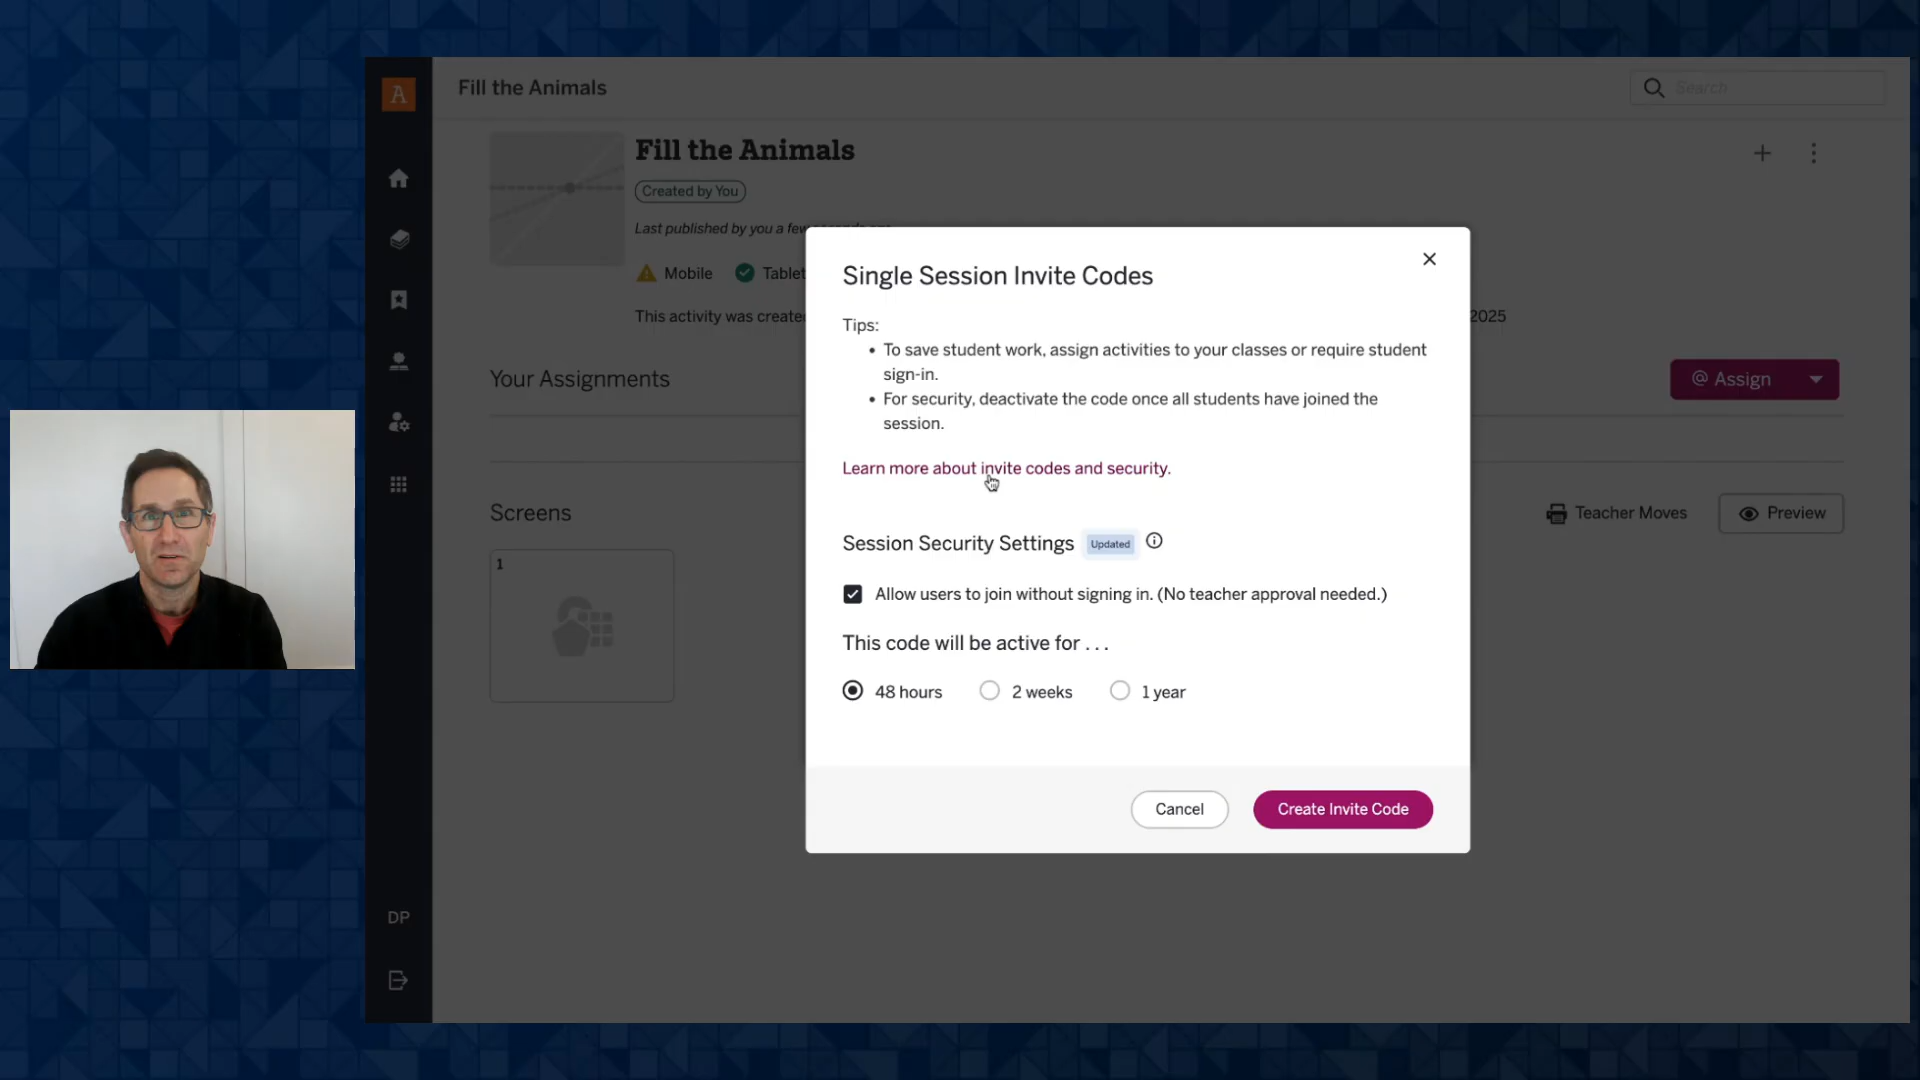 A
Fill the Animals
Search
Fill the Animals
Created by You
Last published by you a few seconds ago
Mobile
Tablet
This activity was create
2025
Your Assignments
@ Assign
Screens
Teacher Moves
Preview
1
DP
Single Session Invite Codes
Tips:
• To save student work, assign activities to your classes or require student
sign-in.
• For security, deactivate the code once all students have joined the
session.
Learn more about invite codes and security.
Session Security Settings
Updated
Allow users to join without signing in. (No teacher approval needed.)
This code will be active for . . .
48 hours
2 weeks
1 year
Cancel
Create Invite Code